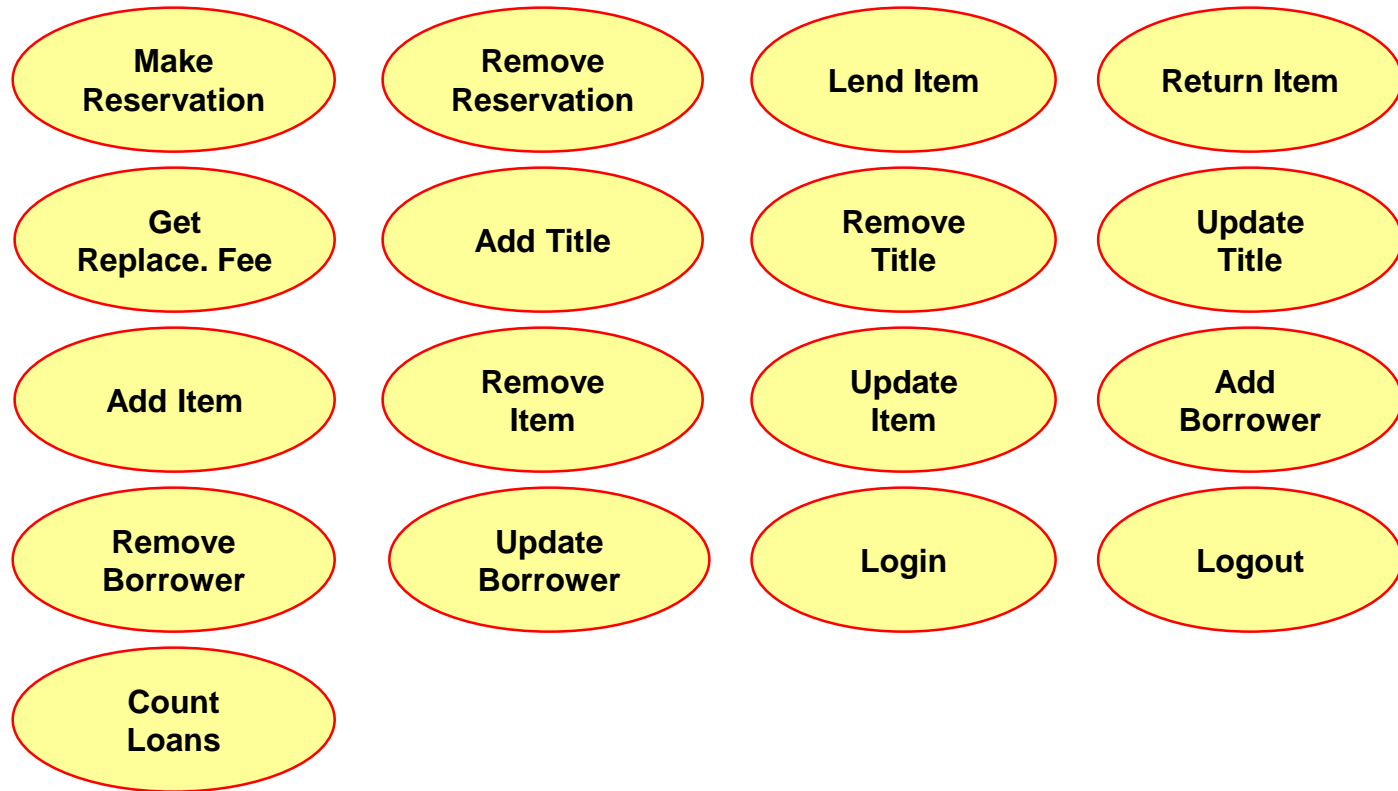 Make
Reservation
Remove
Reservation
Lend Item
Return Item
Get
Replace. Fee
Add Title
Remove
Title
Update
Title
Add Item
Remove
Item
Update
Item
Add
Borrower
Remove
Borrower
Update
Borrower
Login
Logout
Count
Loans